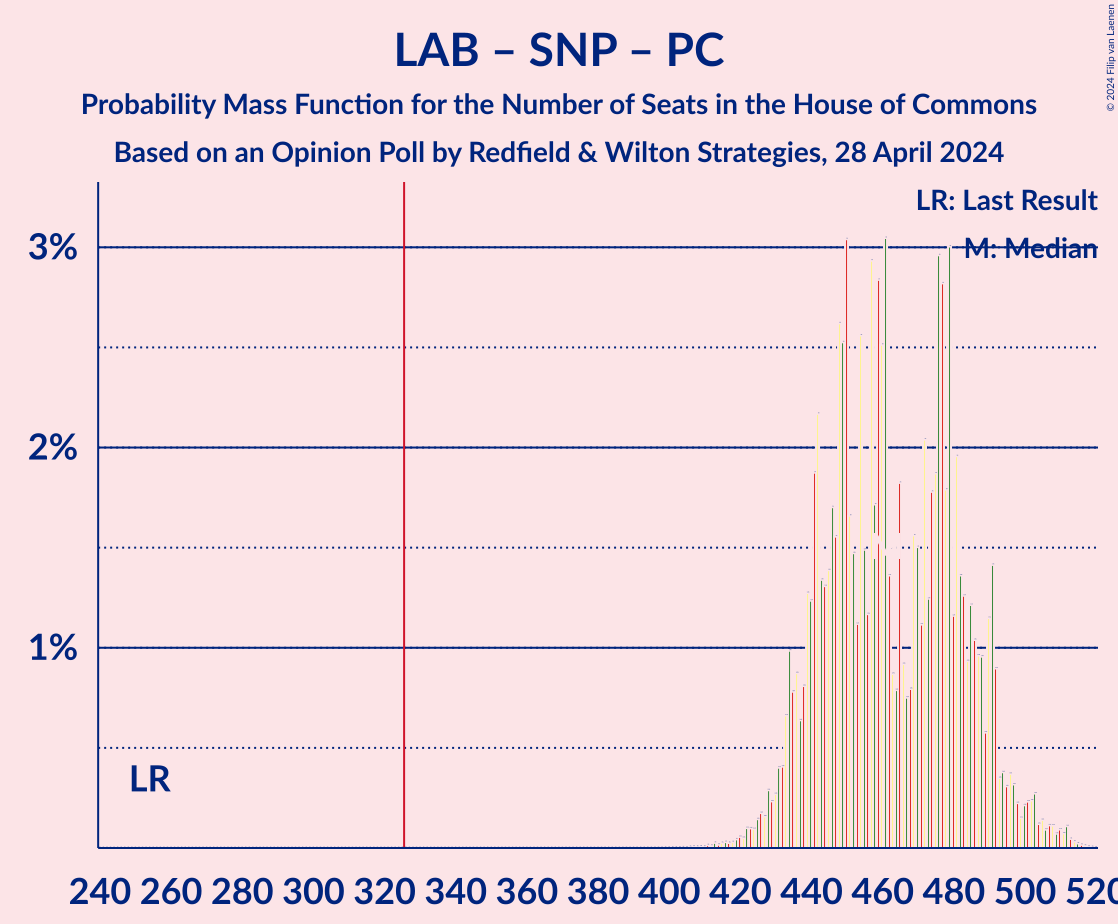 LAB – SNP – PC
Probability Mass Function for the Number of Seats in the House of Commons
Based on an Opinion Poll by Redfield & Wilton Strategies, 28 April 2024
© 2024 Filip van Laenen
LR: Last Result
M: Median
3%
2%
1%
LR
240 260 280 300 320 340 360 380 400 420 440 460 480 500 520